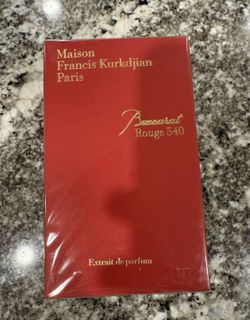 Maison
Francis Kurkdjian
Paris
Baccarat
Rouge 540
Extrait de parfum